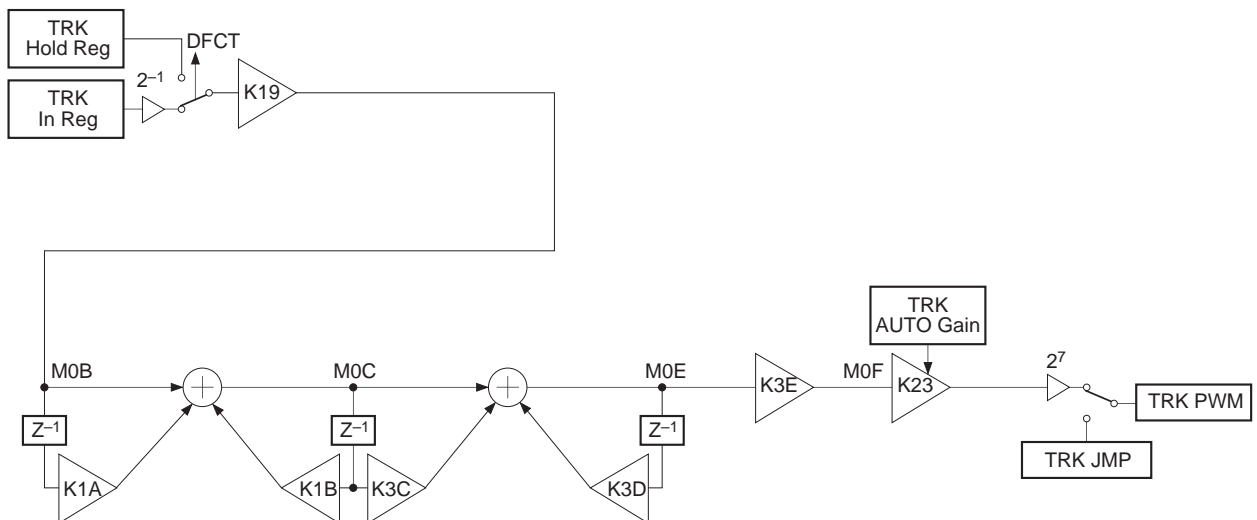 TRK
Hold Reg
DFCT
2–1
TRK
In Reg
K19
TRK
AUTO Gain
M0B
M0C
M0E
K3E
M0F
K23
27
TRK PWM
Z–1
Z–1
Z–1
TRK JMP
K1A
K1B
K3C
K3D